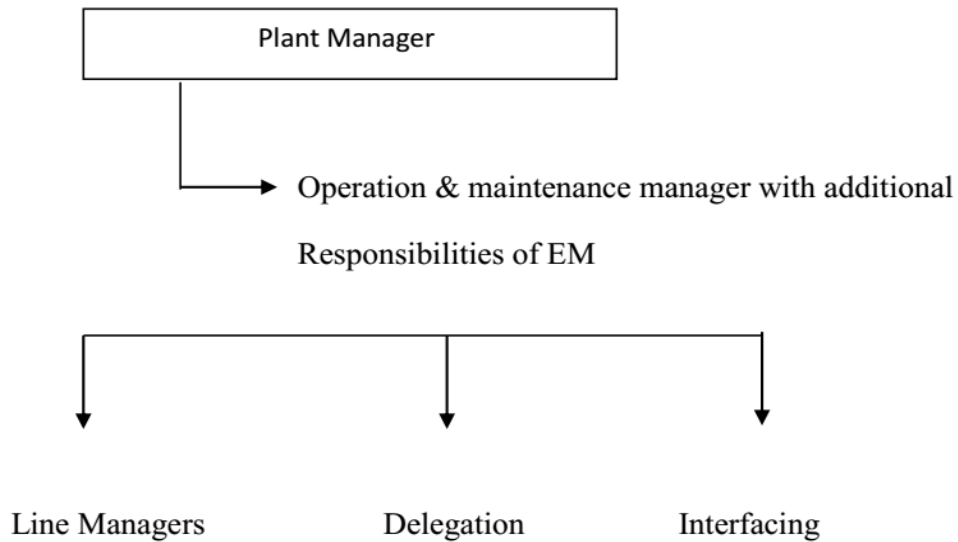 Plant Manager
Operation & maintenance manager with additional
Responsibilities of EM
Line Managers
Delegation
Interfacing